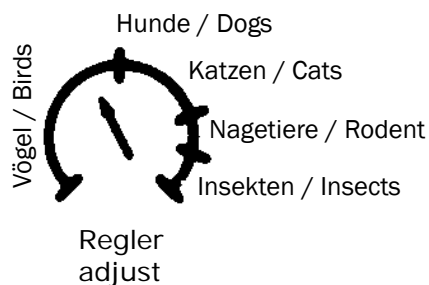 Hunde / Dogs
Katzen / Cats
Vögel / Birds
Nagetiere / Rodent
Insekten / Insects
Regler
adjust